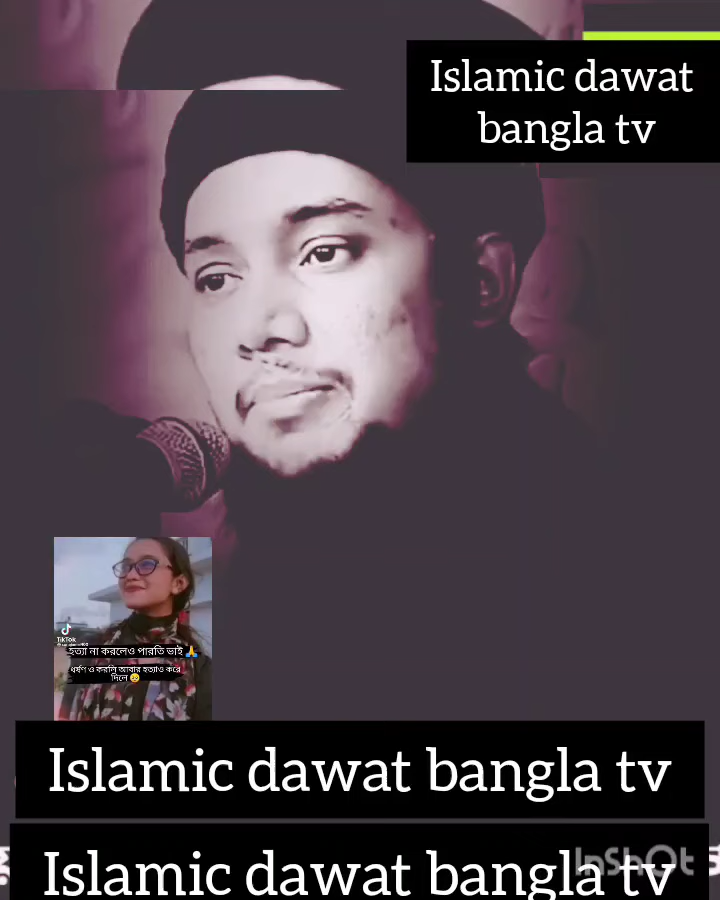 Islamic dawat
bangla tv
TikTok
হত্যা না করলেও পারতি ভাই 🙏
ধর্ষণ ও করলি আবার হত্যাও করে
দিলে 🥺
Islamic dawat bangla tv
Islamic dawat bangla tv
InShOt